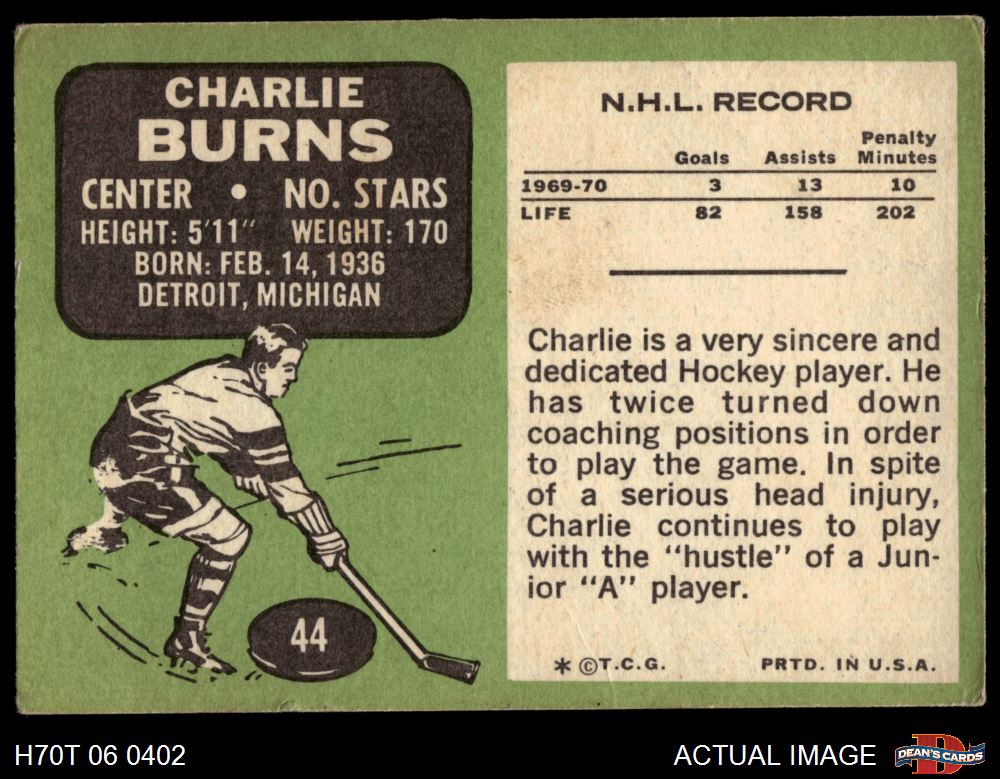 CHARLIE
BURNS
CENTER • NO. STARS
HEIGHT: 5'11" WEIGHT: 170
BORN: FEB. 14, 1936
DETROIT, MICHIGAN
44
N.H.L. RECORD
Goals Assists Penalty Minutes
1969-70 3 13 10
LIFE 82 158 202
Charlie is a very sincere and
dedicated Hockey player. He
has twice turned down
coaching positions in order
to play the game. In spite
of a serious head injury,
Charlie continues to play
with the "hustle" of a Jun-
ior "A" player.
* © T.C.G. PRTD. IN U.S.A.
H70T 06 0402
ACTUAL IMAGE
D
DEAN'S CARDS